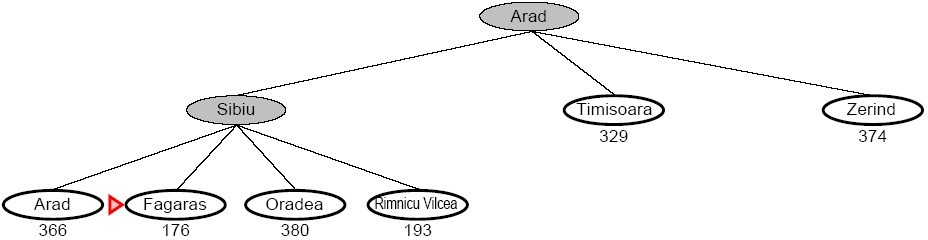 Arad
Sibiu
Timisoara
Zerind
329
374
Arad
Fagaras
Oradea
Rimnicu Vilcea
366
176
380
193